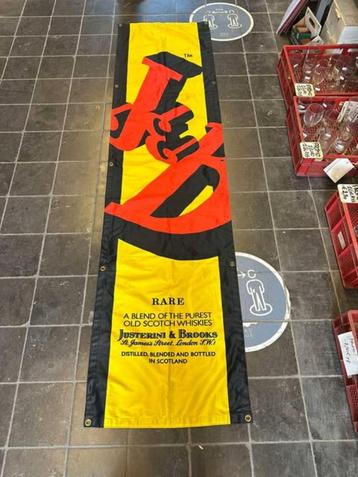 TM
J&B
RARE
A BLEND OF THE PUREST
OLD SCOTCH WHISKIES
JUSTERINI & BROOKS
St. James's Street, London S.W.1
DISTILLED, BLENDED AND BOTTLED
IN SCOTLAND